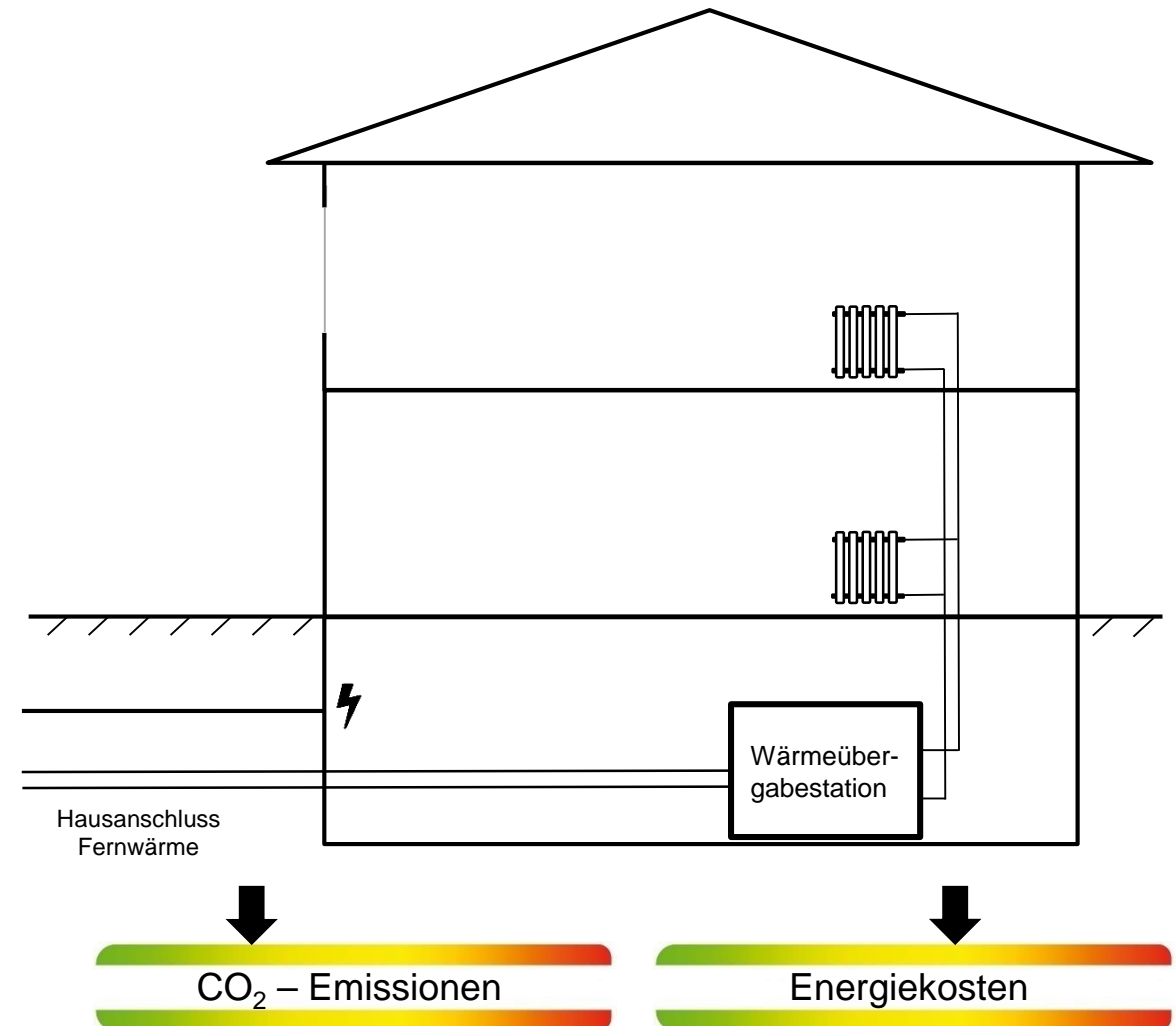 Wärmeüber-
gabestation
Hausanschluss
Fernwärme
CO₂ – Emissionen
Energiekosten